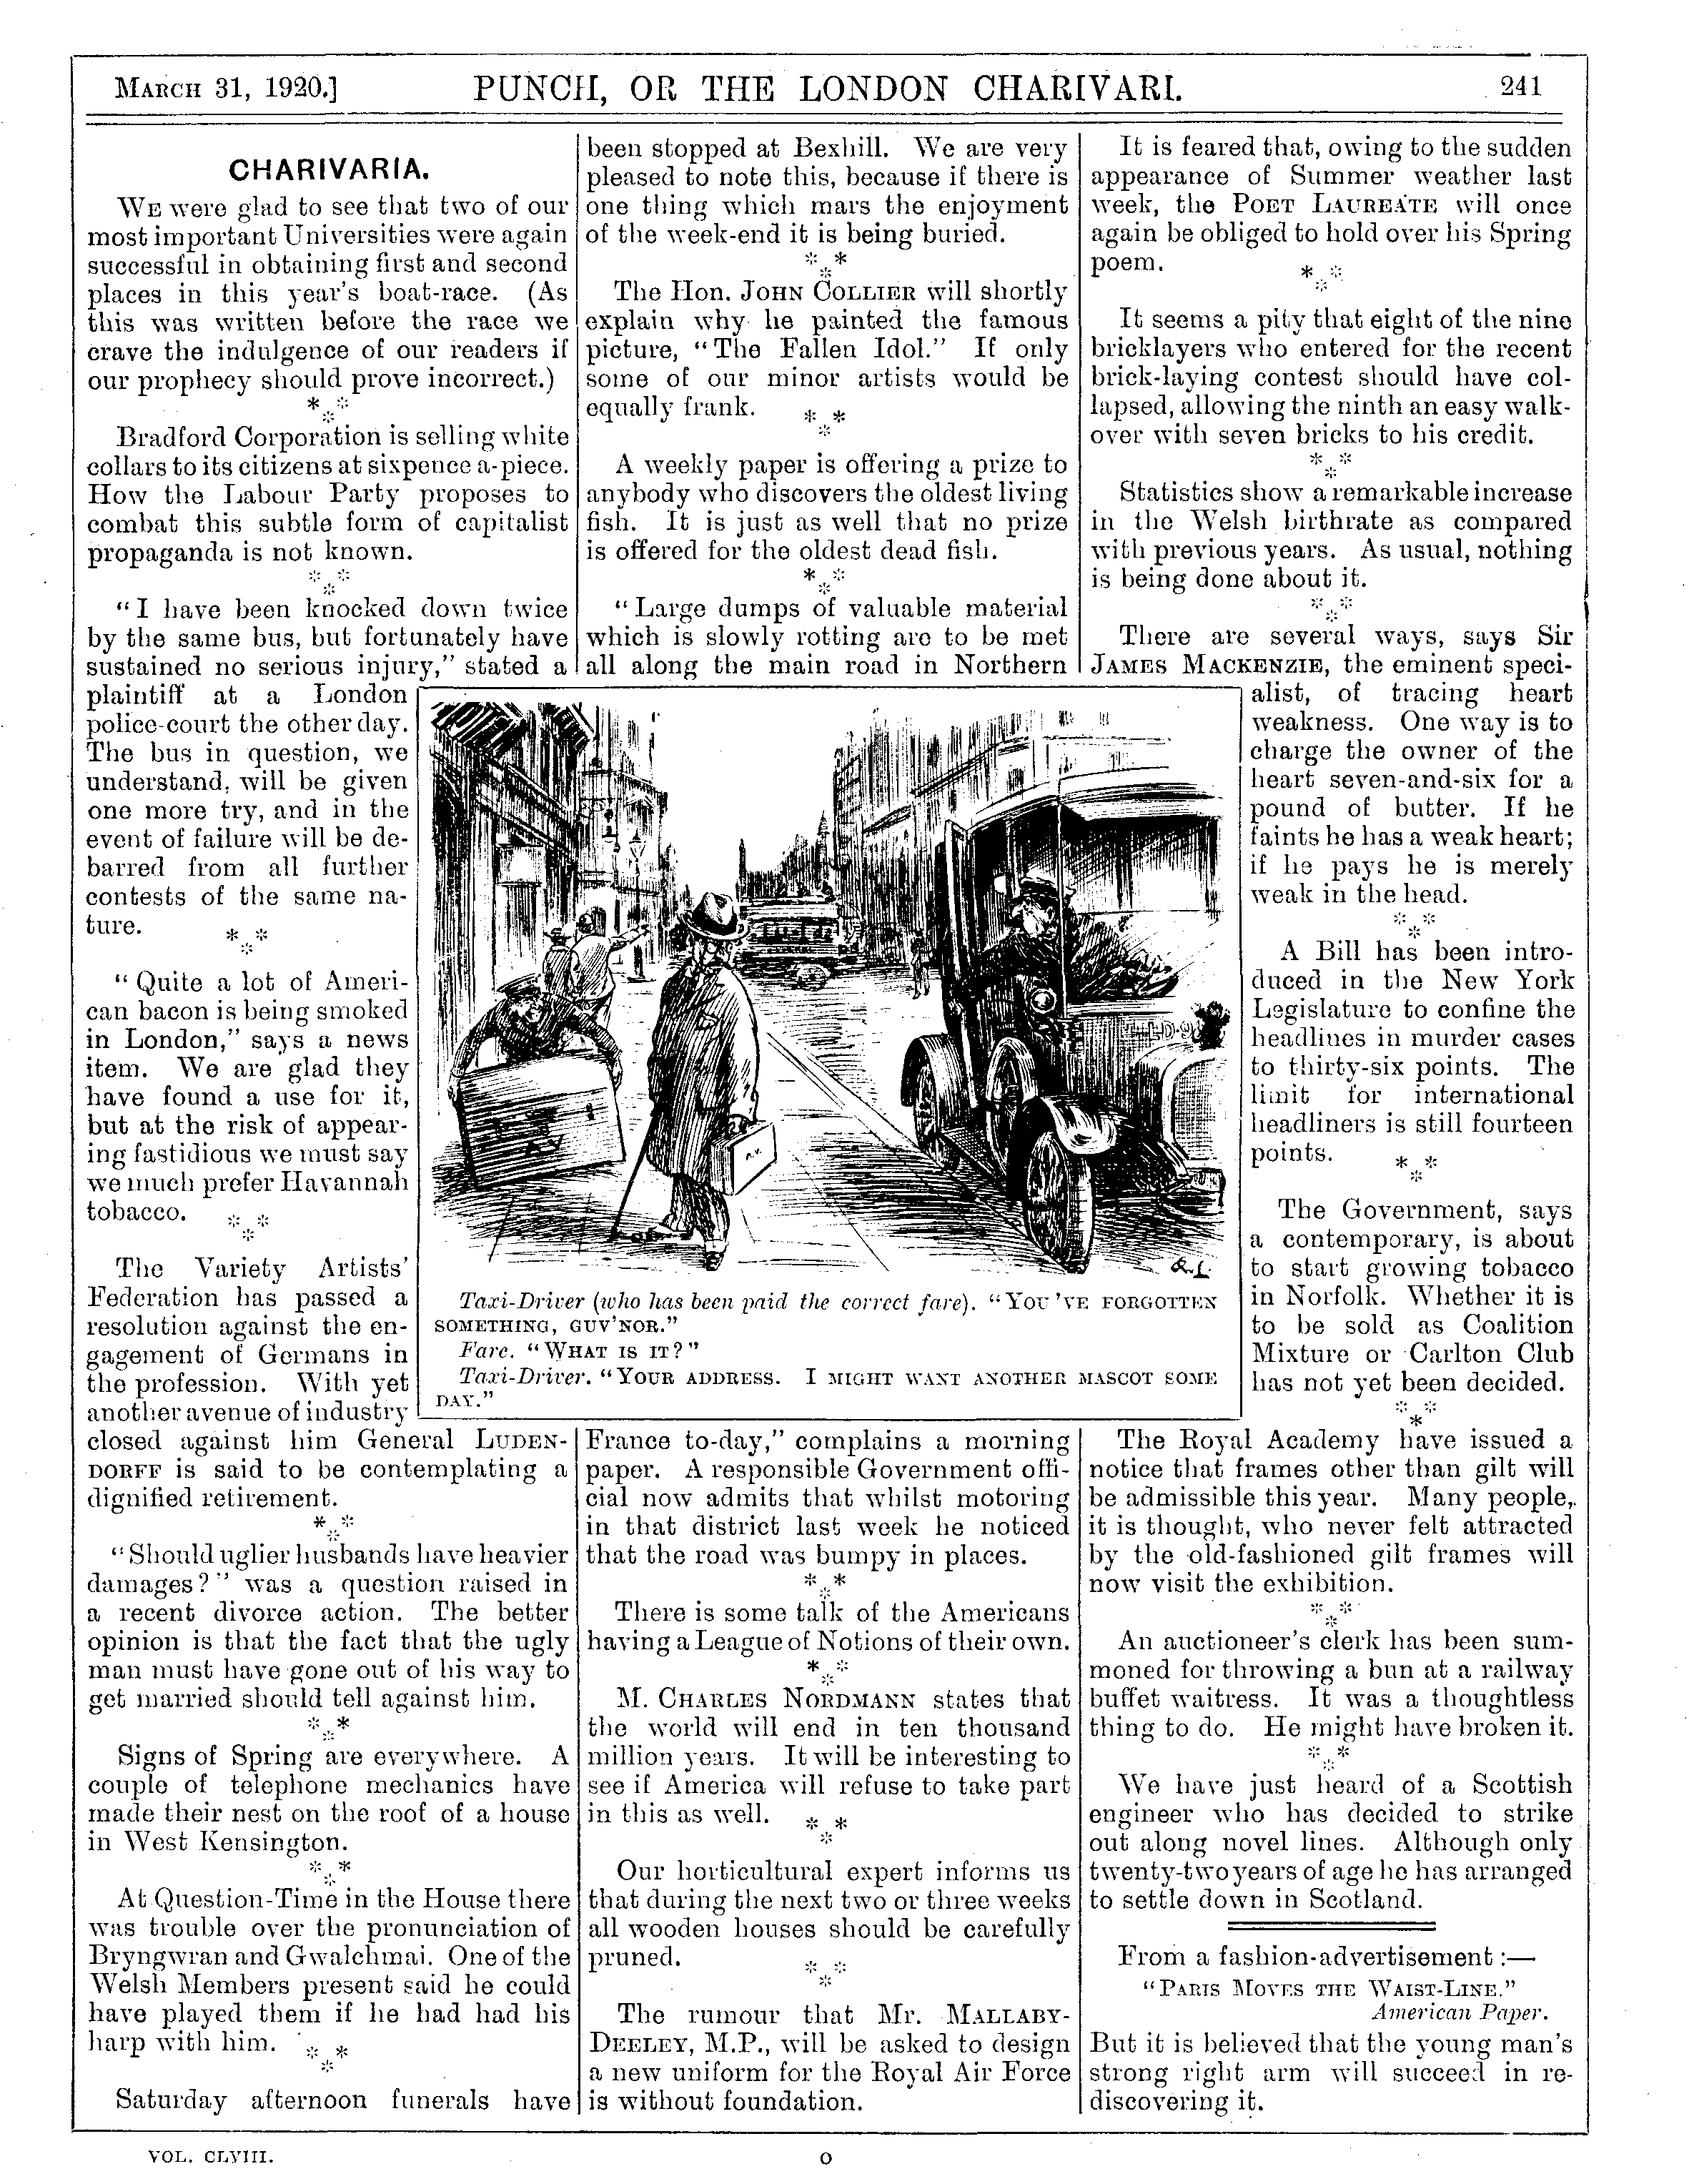 MARCH 31, 1920.] PUNCH, OR THE LONDON CHARIVARI. 241
CHARIVARIA.
WE were glad to see that two of our
most important Universities were again
successful in obtaining first and second
places in this year's boat-race. (As
this was written before the race we
crave the indulgence of our readers if
our prophecy should prove incorrect.)
* *
*
Bradford Corporation is selling white
collars to its citizens at sixpence a-piece.
How the Labour Party proposes to
combat this subtle form of capitalist
propaganda is not known.
* *
*
"I have been knocked down twice
by the same bus, but fortunately have
sustained no serious injury," stated a
plaintiff at a London
police-court the other day.
The bus in question, we
understand, will be given
one more try, and in the
event of failure will be de-
barred from all further
contests of the same na-
ture.
* *
*
"Quite a lot of Ameri-
can bacon is being smoked
in London," says a news
item. We are glad they
have found a use for it,
but at the risk of appear-
ing fastidious we must say
we much prefer Havannah
tobacco.
* *
*
The Variety Artists'
Federation has passed a
resolution against the en-
gagement of Germans in
the profession. With yet
another avenue of industry
closed against him General LUDEN-
DORFF is said to be contemplating a
dignified retirement.
* *
*
"Should uglier husbands have heavier
damages?" was a question raised in
a recent divorce action. The better
opinion is that the fact that the ugly
man must have gone out of his way to
get married should tell against him.
* *
*
Signs of Spring are everywhere. A
couple of telephone mechanics have
made their nest on the roof of a house
in West Kensington.
* *
*
At Question-Time in the House there
was trouble over the pronunciation of
Bryngwran and Gwalchmai. One of the
Welsh Members present said he could
have played them if he had had his
harp with him.
* *
*
Saturday afternoon funerals have
been stopped at Bexhill. We are very
pleased to note this, because if there is
one thing which mars the enjoyment
of the week-end it is being buried.
* *
*
The Hon. JOHN COLLIER will shortly
explain why he painted the famous
picture, "The Fallen Idol." If only
some of our minor artists would be
equally frank.
* *
*
A weekly paper is offering a prize to
anybody who discovers the oldest living
fish. It is just as well that no prize
is offered for the oldest dead fish.
* *
*
"Large dumps of valuable material
which is slowly rotting are to be met
all along the main road in Northern
A.V.
A.V.
LD-90
R.L.
Taxi-Driver (who has been paid the correct fare). "YOU'VE FORGOTTEN
SOMETHING, GUV'NOR."
Fare. "WHAT IS IT?"
Taxi-Driver. "YOUR ADDRESS. I MIGHT WANT ANOTHER MASCOT SOME
DAY."
France to-day," complains a morning
paper. A responsible Government offi-
cial now admits that whilst motoring
in that district last week he noticed
that the road was bumpy in places.
* *
*
There is some talk of the Americans
having a League of Notions of their own.
* *
*
M. CHARLES NORDMANN states that
the world will end in ten thousand
million years. It will be interesting to
see if America will refuse to take part
in this as well.
* *
*
Our horticultural expert informs us
that during the next two or three weeks
all wooden houses should be carefully
pruned.
* *
*
The rumour that Mr. MALLABY-
DEELEY, M.P., will be asked to design
a new uniform for the Royal Air Force
is without foundation.
It is feared that, owing to the sudden
appearance of Summer weather last
week, the POET LAUREATE will once
again be obliged to hold over his Spring
poem.
* *
*
It seems a pity that eight of the nine
bricklayers who entered for the recent
brick-laying contest should have col-
lapsed, allowing the ninth an easy walk-
over with seven bricks to his credit.
* *
*
Statistics show a remarkable increase
in the Welsh birthrate as compared
with previous years. As usual, nothing
is being done about it.
* *
*
There are several ways, says Sir
JAMES MACKENZIE, the eminent speci-
alist, of tracing heart
weakness. One way is to
charge the owner of the
heart seven-and-six for a
pound of butter. If he
faints he has a weak heart;
if he pays he is merely
weak in the head.
* *
*
A Bill has been intro-
duced in the New York
Legislature to confine the
headlines in murder cases
to thirty-six points. The
limit for international
headliners is still fourteen
points.
* *
*
The Government, says
a contemporary, is about
to start growing tobacco
in Norfolk. Whether it is
to be sold as Coalition
Mixture or Carlton Club
has not yet been decided.
* *
*
The Royal Academy have issued a
notice that frames other than gilt will
be admissible this year. Many people,
it is thought, who never felt attracted
by the old-fashioned gilt frames will
now visit the exhibition.
* *
*
An auctioneer's clerk has been sum-
moned for throwing a bun at a railway
buffet waitress. It was a thoughtless
thing to do. He might have broken it.
* *
*
We have just heard of a Scottish
engineer who has decided to strike
out along novel lines. Although only
twenty-two years of age he has arranged
to settle down in Scotland.
From a fashion-advertisement:—
"PARIS MOVES THE WAIST-LINE."
American Paper.
But it is believed that the young man's
strong right arm will succeed in re-
discovering it.
VOL. CLVIII. O